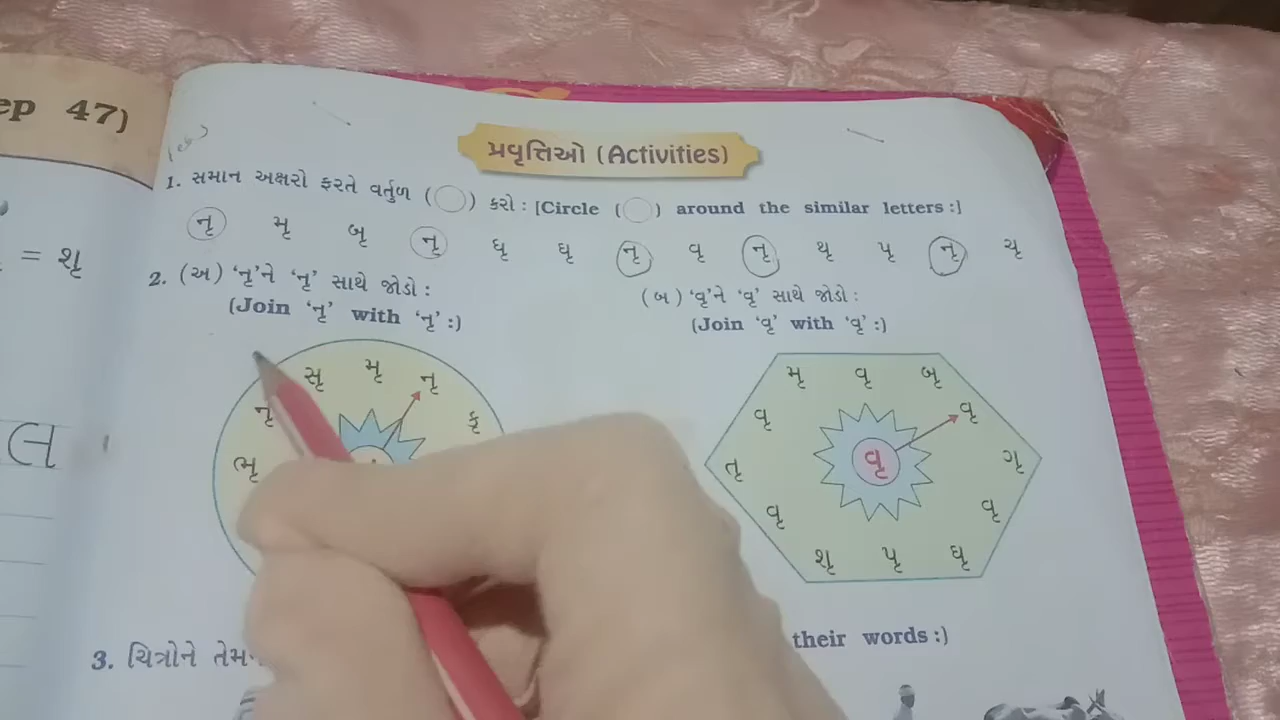 ep 47)
= શૃ
લ
પ્રવૃત્તિઓ (Activities)
1. સમાન અક્ષરો ફરતે વર્તુળ ( ) કરો : [Circle ( ) around the similar letters :]
નૃ મૃ બૃ નૃ ધૃ ઘૃ નૃ વૃ નૃ થૃ પૃ નૃ ચૃ
2. (અ) ‘નૃ’ને ‘નૃ’ સાથે જોડો :
(Join ‘નૃ’ with ‘નૃ’ :)
(બ) ‘વૃ’ને ‘વૃ’ સાથે જોડો :
(Join ‘વૃ’ with ‘વૃ’ :)
સૃ મૃ નૃ
નૃ કૃ
ભૃ
મૃ વૃ બૃ
વૃ વૃ
તૃ વૃ ગૃ
વૃ વૃ
શૃ પૃ ઘૃ
3. ચિત્રોને
their words :)